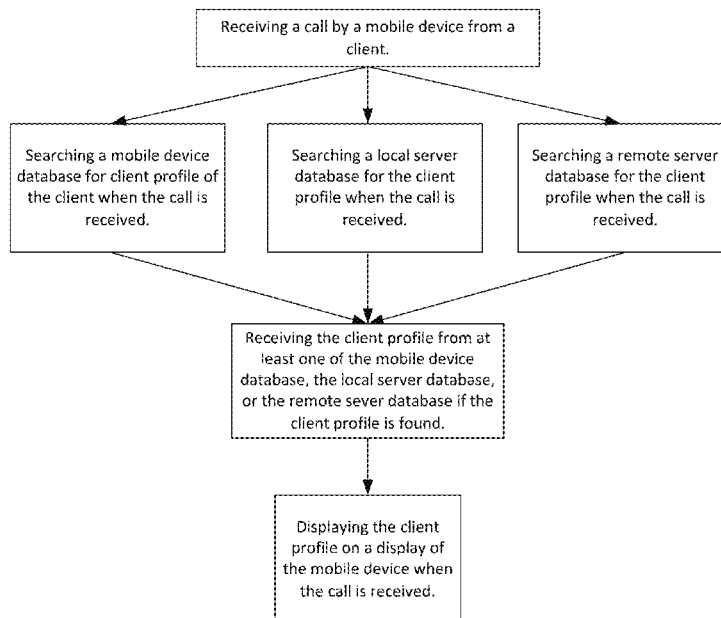 Receiving a call by a mobile device from a
client.
Searching a mobile device
database for client profile of
the client when the call is
received.
Searching a local server
database for the client
profile when the call is
received.
Searching a remote server
database for the client
profile when the call is
received.
Receiving the client profile from at
least one of the mobile device
database, the local server database,
or the remote sever database if the
client profile is found.
Displaying the client
profile on a display of
the mobile device when
the call is received.